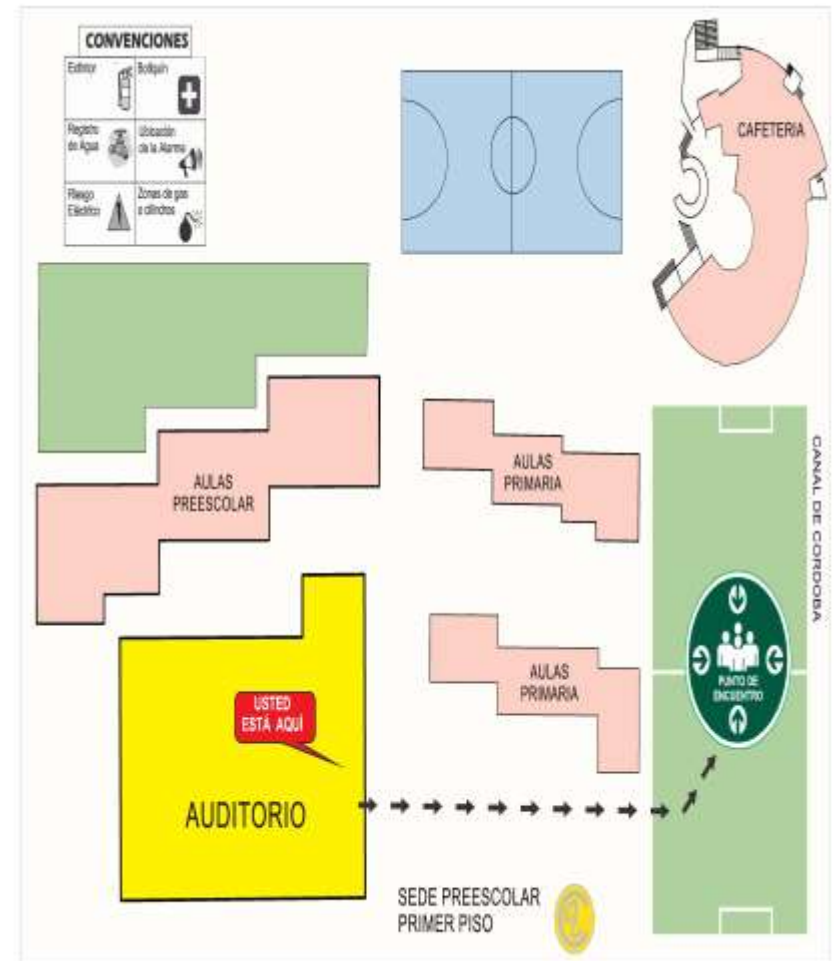 CONVENCIONES
Extintor
Botiquín
Registro
de Agua
Ubicación
de la Alarma
Riesgo
Eléctrico
Zonas de gas
o cilindros
CAFETERIA
AULAS
PREESCOLAR
AULAS
PRIMARIA
CANAL DE CORDOBA
AULAS
PRIMARIA
PUNTO DE
ENCUENTRO
USTED
ESTÁ AQUÍ
AUDITORIO
SEDE PREESCOLAR
PRIMER PISO